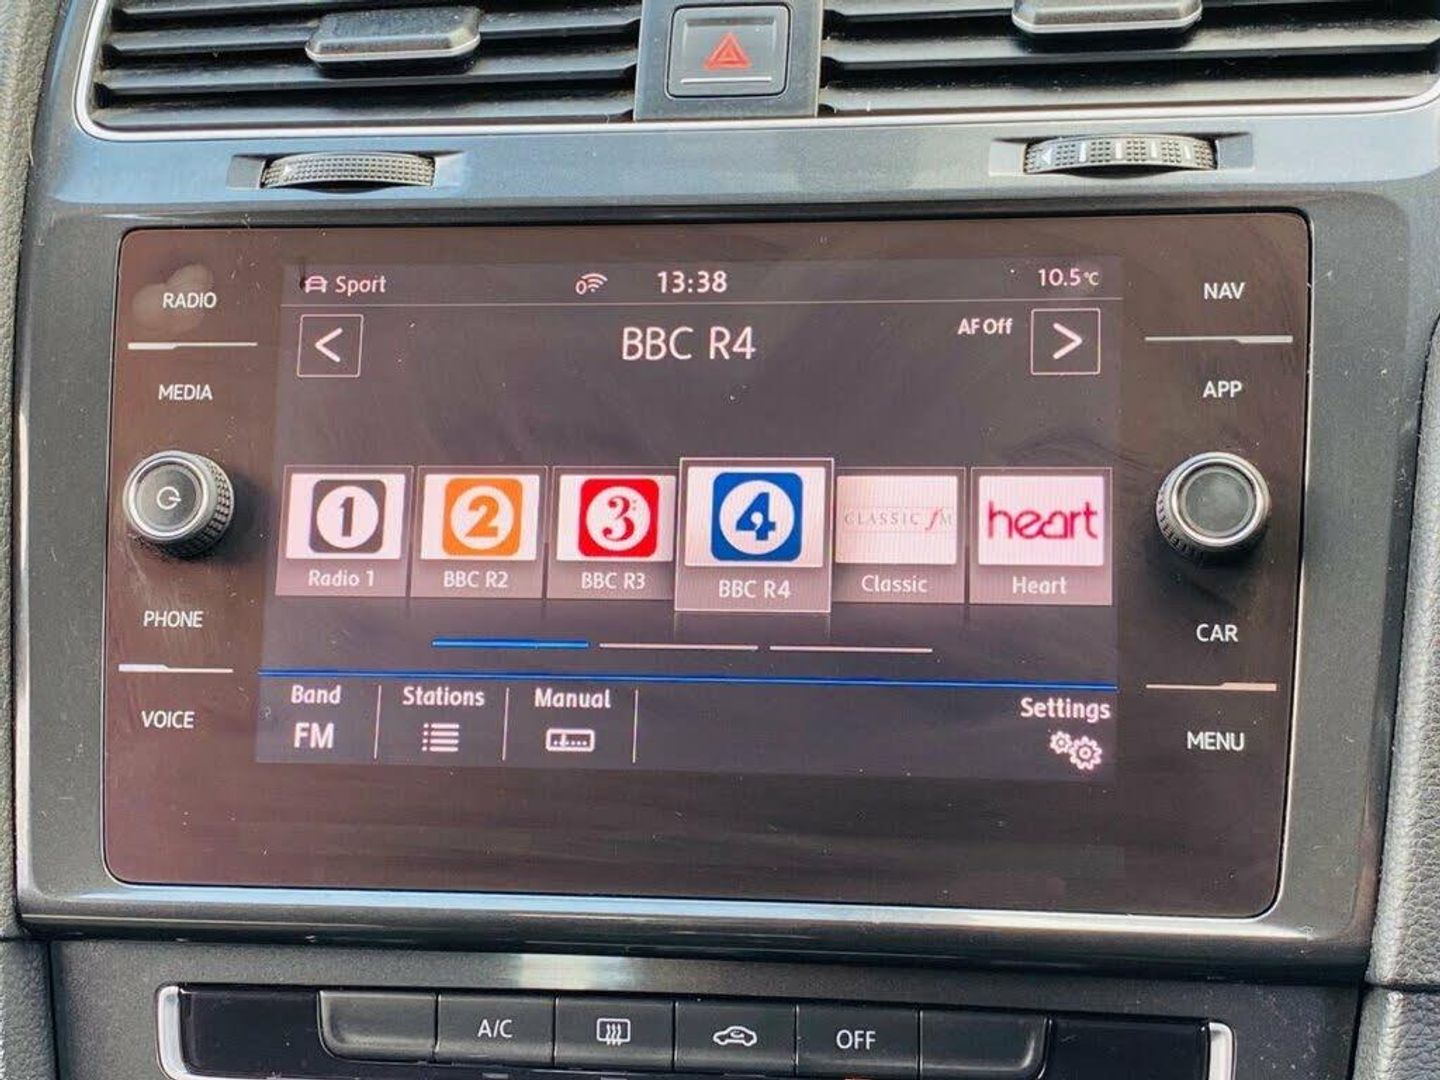 RADIO
MEDIA
PHONE
VOICE
Sport
13:38
10.5°C
BBC R4
AF Off
1
2
3
4
CLASSIC fM
heart
Radio 1
BBC R2
BBC R3
BBC R4
Classic
Heart
Band
FM
Stations
Manual
Settings
NAV
APP
CAR
MENU
A/C
OFF